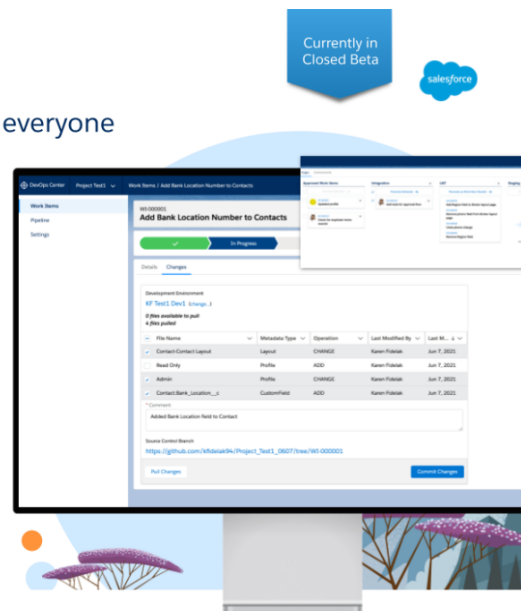 Currently in
Closed Beta
salesforce
everyone
DevOps Center
Project Test1
Work Items / Add Bank Location Number to Contacts
Work Items
Pipeline
Settings
WI-000001
Add Bank Location Number to Contacts
In Progress
Details Changes
Development Environment
KF Test1 Dev1
0 files available to pull
4 files pulled
File Name Metadata Type Operation Last Modified By Last M...
Contact-Contact Layout Layout CHANGE Karen Fidelak Jun 7, 2021
Read Only Profile ADD Karen Fidelak Jun 7, 2021
Admin Profile CHANGE Karen Fidelak Jun 7, 2021
Contact.Bank_Location__c CustomField ADD Karen Fidelak Jun 7, 2021
*Comment
Added Bank Location field to Contact
Source Control Branch
https://github.com/kfidelak94/Project_Test1_0607/tree/WI-000001
Pull Changes
Commit Changes
Approved Work Items
Integration
UAT
Staging